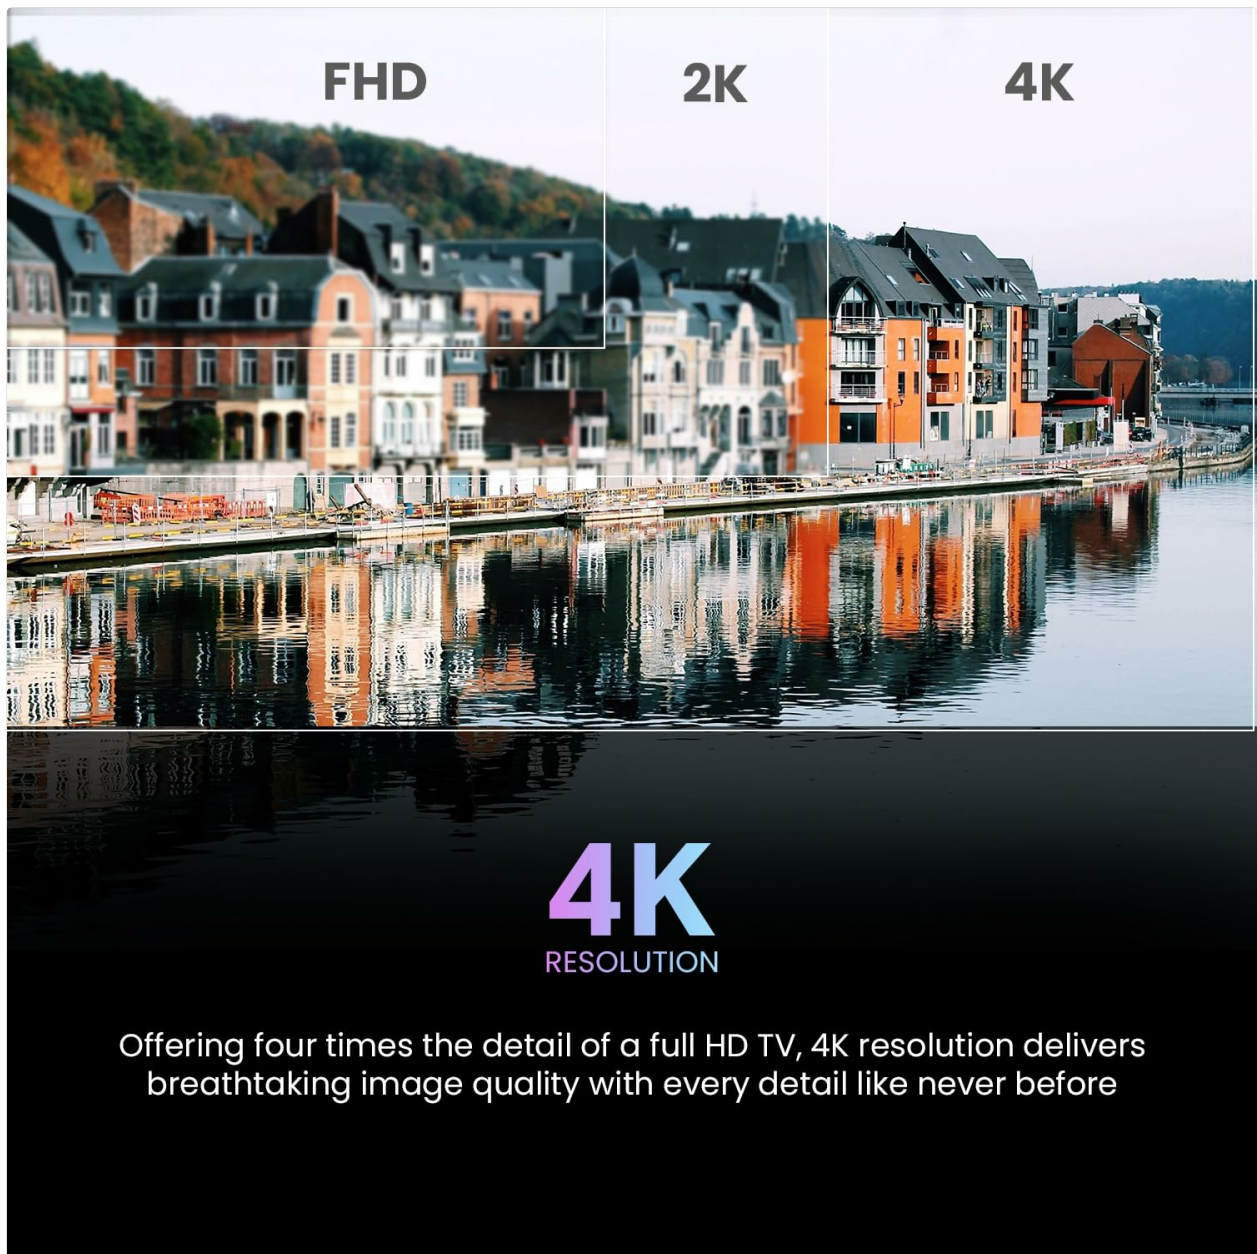 FHD
2K
4K
4K
RESOLUTION
Offering four times the detail of a full HD TV, 4K resolution delivers
breathtaking image quality with every detail like never before